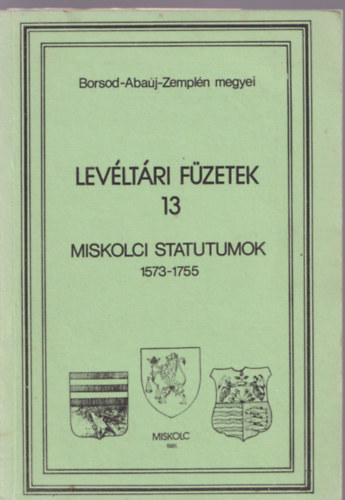 Borsod-Abaúj-Zemplén megyei
LEVÉLTÁRI FÜZETEK
13
MISKOLCI STATUTUMOK
1573-1755
MISKOLC